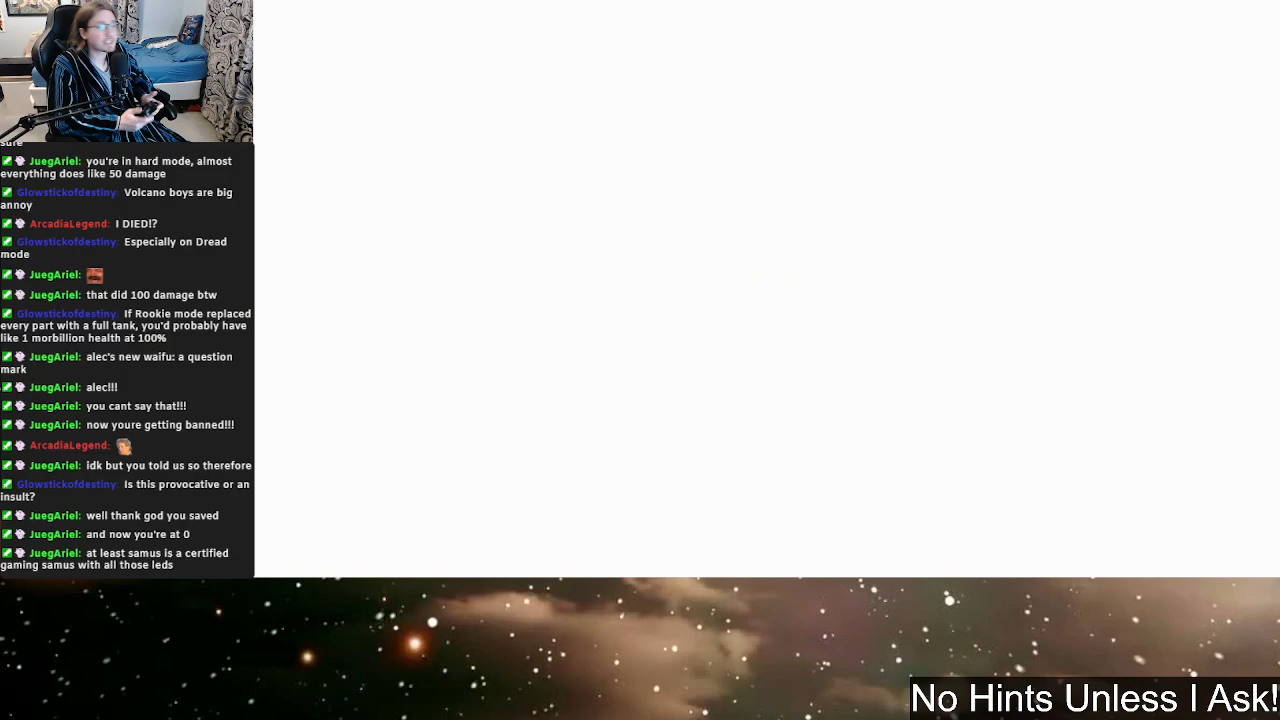 sure
JuegAriel: you're in hard mode, almost
everything does like 50 damage
Glowstickofdestiny: Volcano boys are big
annoy
ArcadiaLegend: I DIED!?
Glowstickofdestiny: Especially on Dread
mode
JuegAriel:
JuegAriel: that did 100 damage btw
Glowstickofdestiny: If Rookie mode replaced
every part with a full tank, you'd probably have
like 1 morbillion health at 100%
JuegAriel: alec's new waifu: a question
mark
JuegAriel: alec!!!
JuegAriel: you cant say that!!!
JuegAriel: now youre getting banned!!!
ArcadiaLegend:
JuegAriel: idk but you told us so therefore
Glowstickofdestiny: Is this provocative or an
insult?
JuegAriel: well thank god you saved
JuegAriel: and now you're at 0
JuegAriel: at least samus is a certified
gaming samus with all those leds
No Hints Unless I Ask!